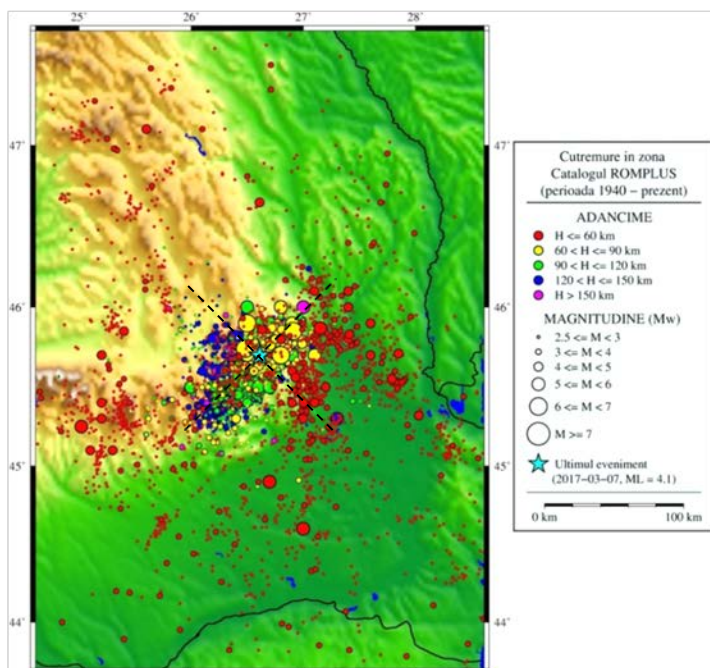 25˚ 26˚ 27˚ 28˚
47˚ 47˚
46˚ 46˚
45˚ 45˚
44˚ 44˚
Cutremure in zona
Catalogul ROMPLUS
(perioada 1940 − prezent)
ADANCIME
H <= 60 km
60 < H <= 90 km
90 < H <= 120 km
120 < H <= 150 km
H > 150 km
MAGNITUDINE (Mw)
2.5 <= M < 3
3 <= M < 4
4 <= M < 5
5 <= M < 6
6 <= M < 7
M >= 7
Ultimul eveniment
(2017−03−07, ML = 4.1)
0 km 100 km